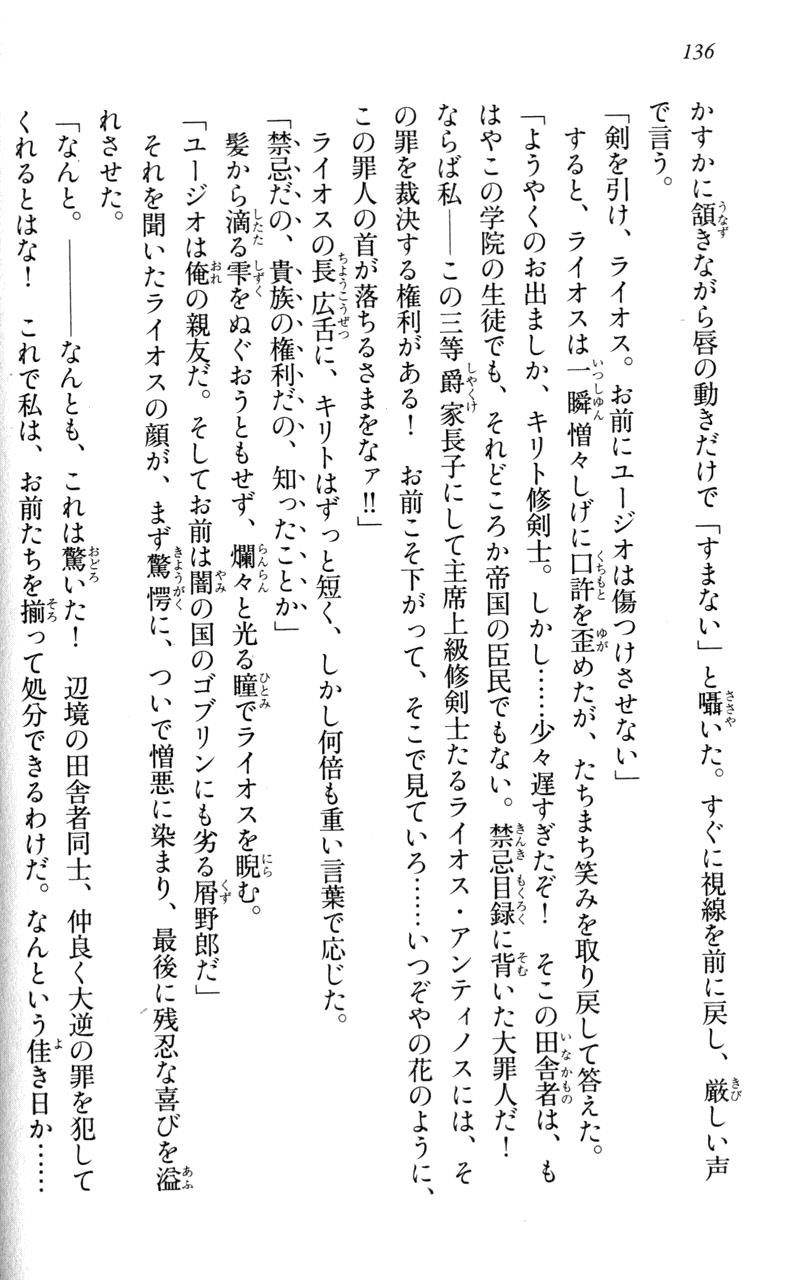 136
かすかに頷きながら唇の動きだけで「すまない」と囁いた。すぐに視線を前に戻し、厳しい声
で言う。
「剣を引け、ライオス。お前にユージオは傷つけさせない」
すると、ライオスは一瞬憎々しげに口許を歪めたが、たちまち笑みを取り戻して答えた。
「ようやくのお出ましか、キリト修剣士。しかし……少々遅すぎたぞ！　そこの田舎者は、も
はやこの学院の生徒でも、それどころか帝国の臣民でもない。禁忌目録に背いた大罪人だ！
ならば私――この三等爵家長子にして主席上級修剣士たるライオス・アンティノスには、そ
の罪を裁決する権利がある！　お前こそ下がって、そこで見ていろ……いつぞやの花のように、
この罪人の首が落ちるさまをなァ!!」
ライオスの長広舌に、キリトはずっと短く、しかし何倍も重い言葉で応じた。
「禁忌だの、貴族の権利だの、知ったことか」
髪から滴る雫をぬぐおうともせず、爛々と光る瞳でライオスを睨む。
「ユージオは俺の親友だ。そしてお前は闇の国のゴブリンにも劣る屑野郎だ」
それを聞いたライオスの顔が、まず驚愕に、ついで憎悪に染まり、最後に残忍な喜びを溢
れさせた。
「なんと。――――なんとも、これは驚いた！　辺境の田舎者同士、仲良く大逆の罪を犯して
くれるとはな！　これで私は、お前たちを揃って処分できるわけだ。なんという佳き日か……